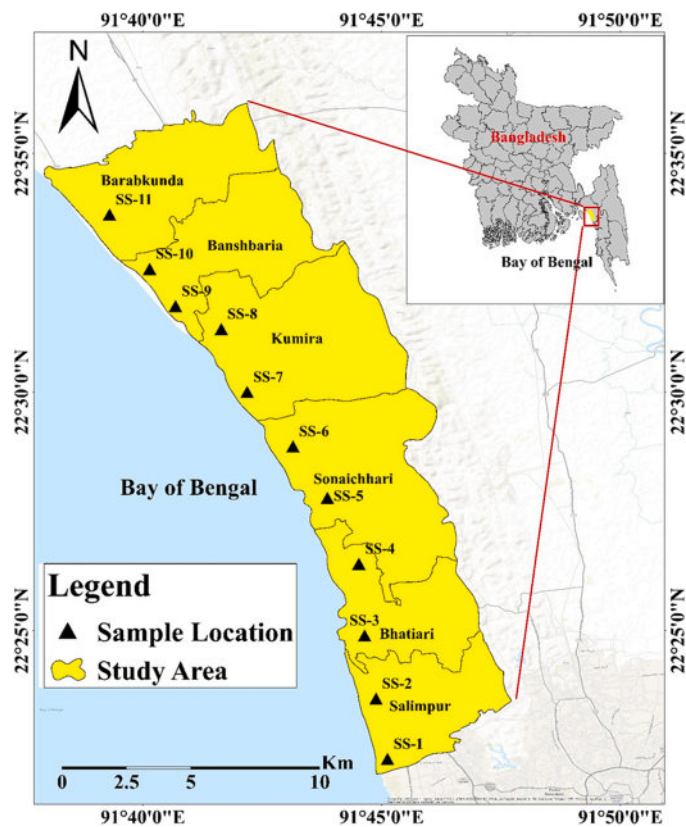 91°40'0"E
91°45'0"E
91°50'0"E
N
Bangladesh
Bay of Bengal
22°35'0"N
22°35'0"N
Barabkunda
SS-11
Banshbaria
SS-10
SS-9
SS-8
Kumira
SS-7
22°30'0"N
22°30'0"N
SS-6
Sonaichhari
SS-5
Bay of Bengal
SS-4
Legend
Sample Location
Study Area
SS-3
Bhatiari
22°25'0"N
22°25'0"N
SS-2
Salimpur
SS-1
Km
0
2.5
5
10
91°40'0"E
91°45'0"E
91°50'0"E